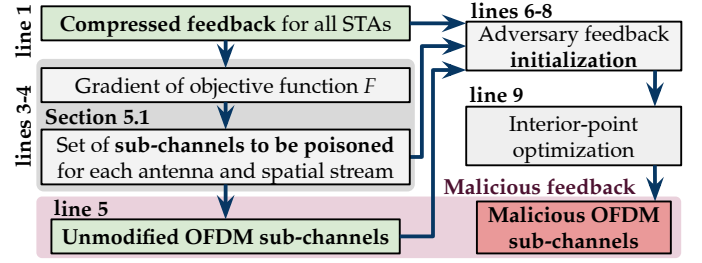 line 1
Compressed feedback for all STAs
lines 3-4
Gradient of objective function F
Section 5.1
Set of sub-channels to be poisoned
for each antenna and spatial stream
line 5
Unmodified OFDM sub-channels
lines 6-8
Adversary feedback
initialization
line 9
Interior-point
optimization
Malicious feedback
Malicious OFDM
sub-channels